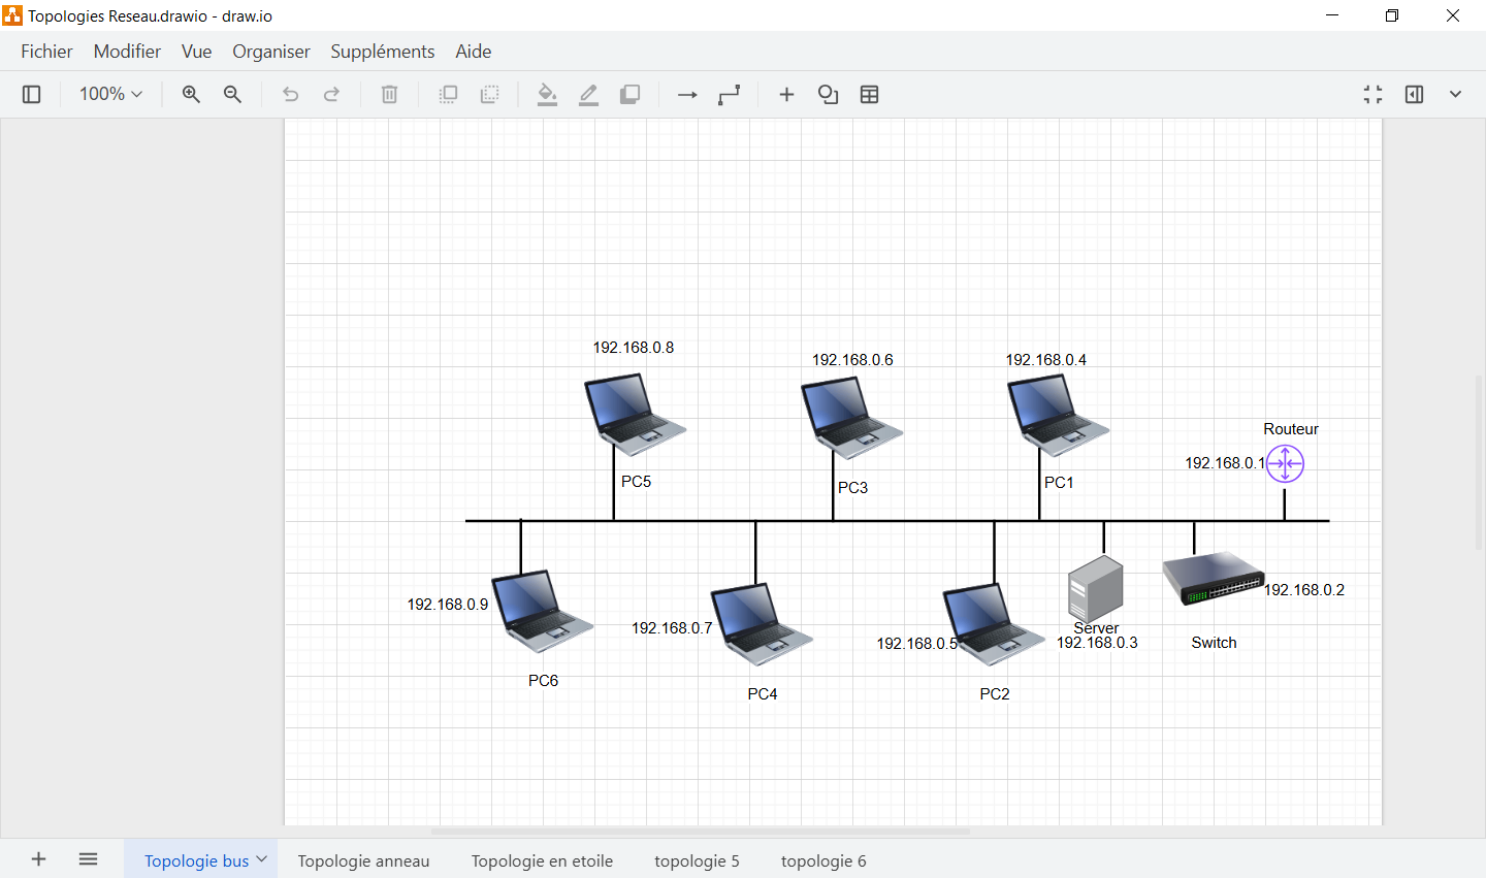 Topologies Reseau.drawio - draw.io
Fichier Modifier Vue Organiser Suppléments Aide
100%
192.168.0.8
192.168.0.6
192.168.0.4
Routeur
192.168.0.1
PC5
PC3
PC1
192.168.0.9
192.168.0.7
192.168.0.5
Server
192.168.0.3
192.168.0.2
Switch
PC6
PC4
PC2
Topologie bus Topologie anneau Topologie en etoile topologie 5 topologie 6